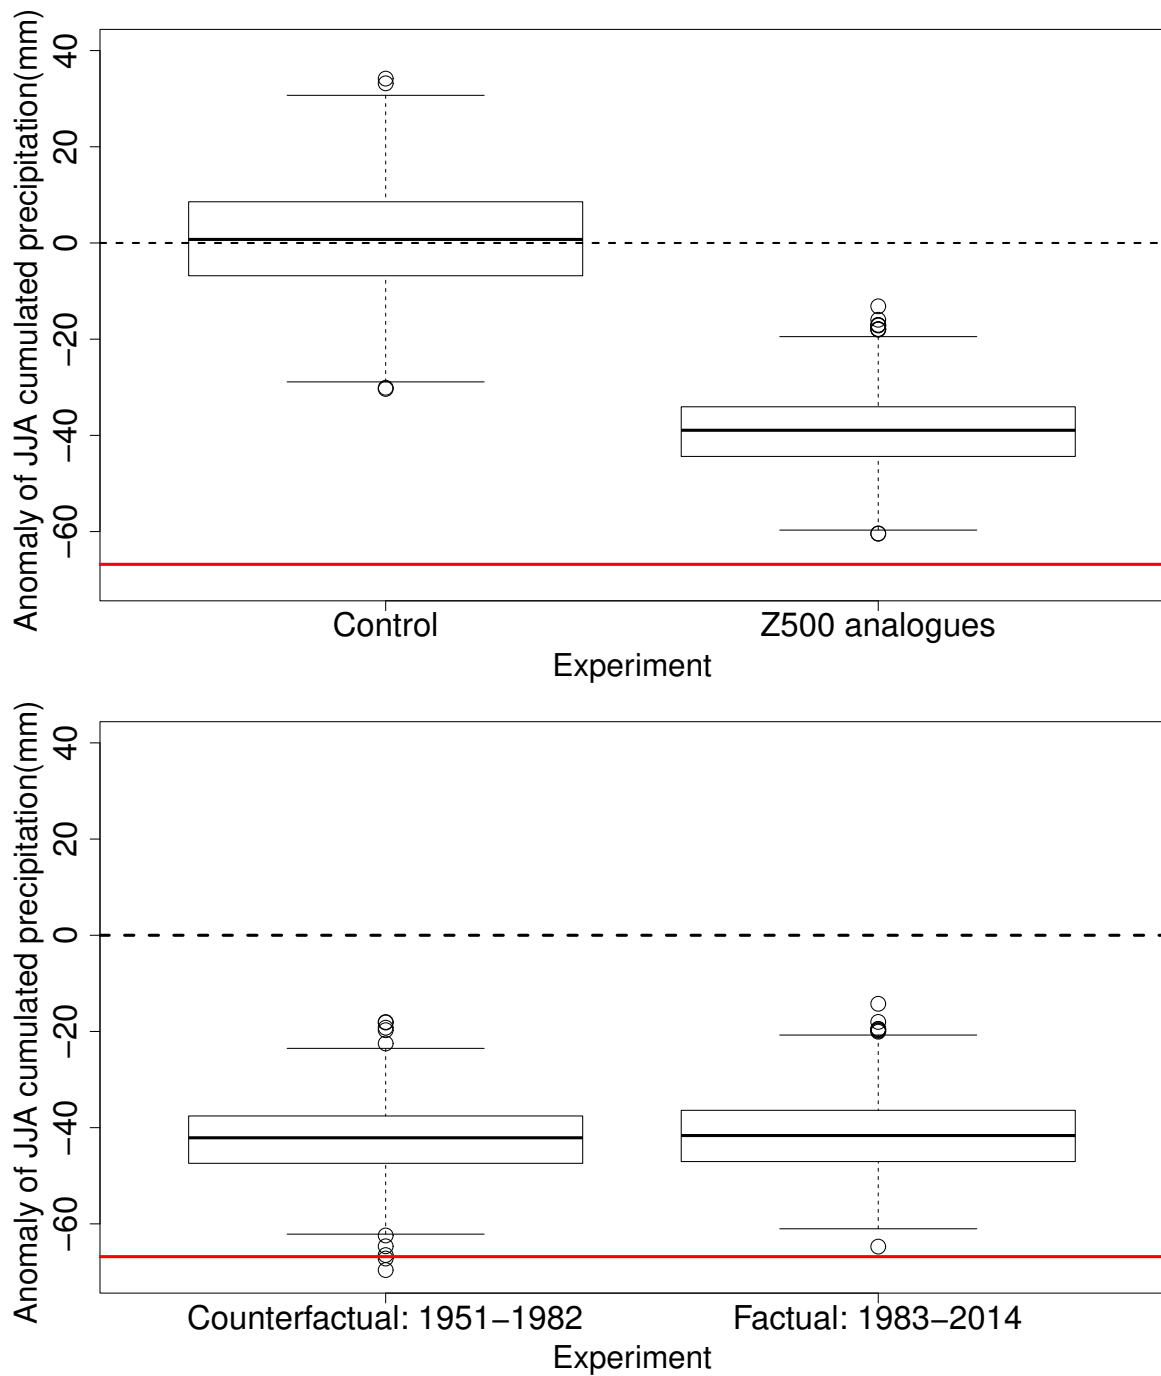 Anomaly of JJA cumulated precipitation(mm)
40
20
0
−20
−40
−60
Control Z500 analogues
Experiment
Anomaly of JJA cumulated precipitation(mm)
40
20
0
−20
−40
−60
Counterfactual: 1951−1982 Factual: 1983−2014
Experiment